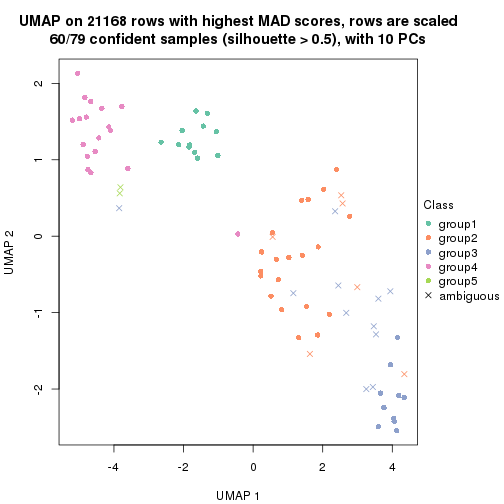 UMAP on 21168 rows with highest MAD scores, rows are scaled
60/79 confident samples (silhouette > 0.5), with 10 PCs
2
1
0
-1
-2
UMAP 2
-4
-2
0
2
4
UMAP 1
Class
group1
group2
group3
group4
group5
ambiguous